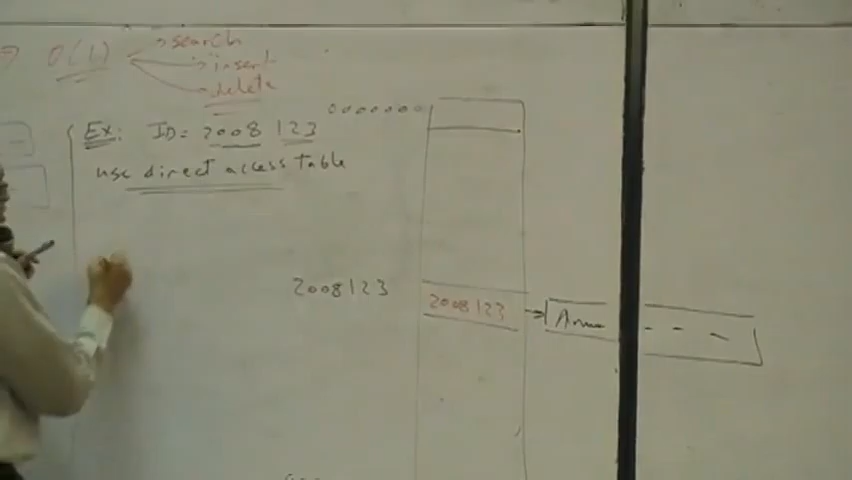 O(1) → search
→ insert
→ delete
Ex: ID = 2008 123
0000000
use direct access table
2008123
2008123 →